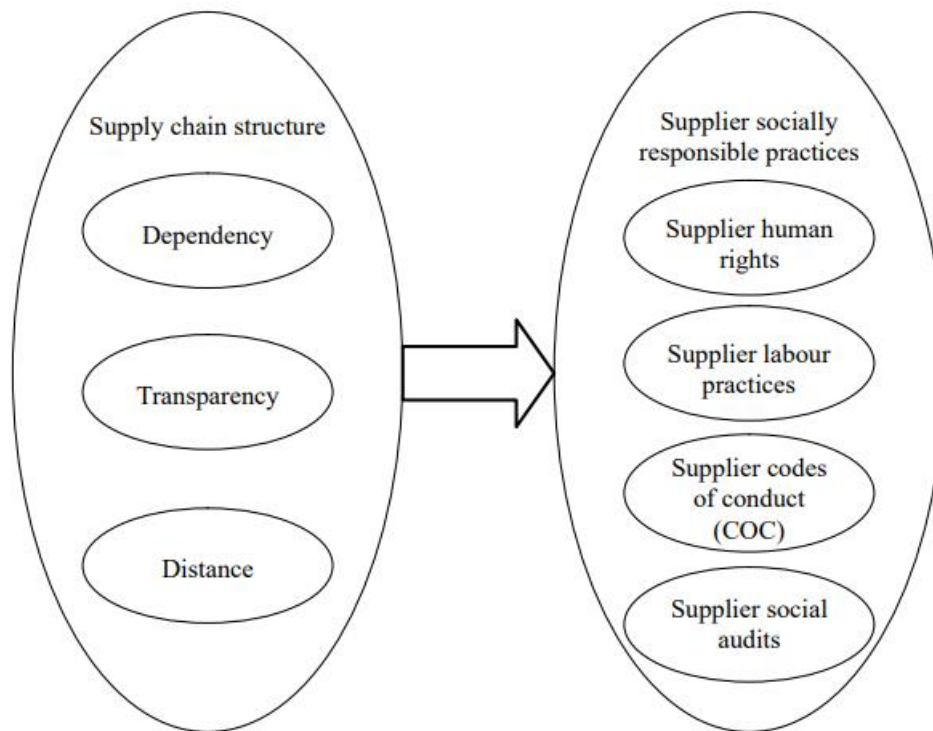 Supply chain structure
Dependency
Transparency
Distance
Supplier socially
responsible practices
Supplier human
rights
Supplier labour
practices
Supplier codes
of conduct
(COC)
Supplier social
audits